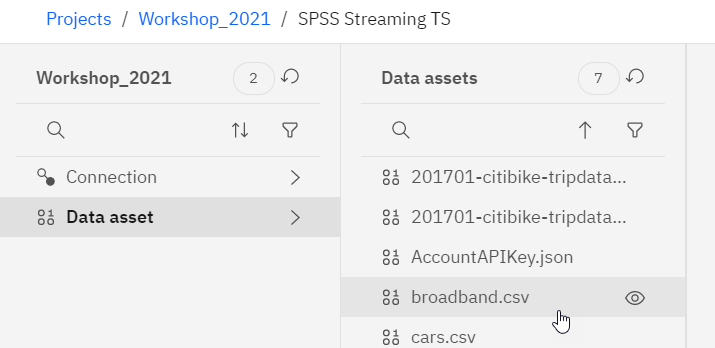 Projects / Workshop_2021 / SPSS Streaming TS
Workshop_2021 2
Connection
Data asset
Data assets 7
201701-citibike-tripdata...
201701-citibike-tripdata...
AccountAPIKey.json
broadband.csv
cars.csv